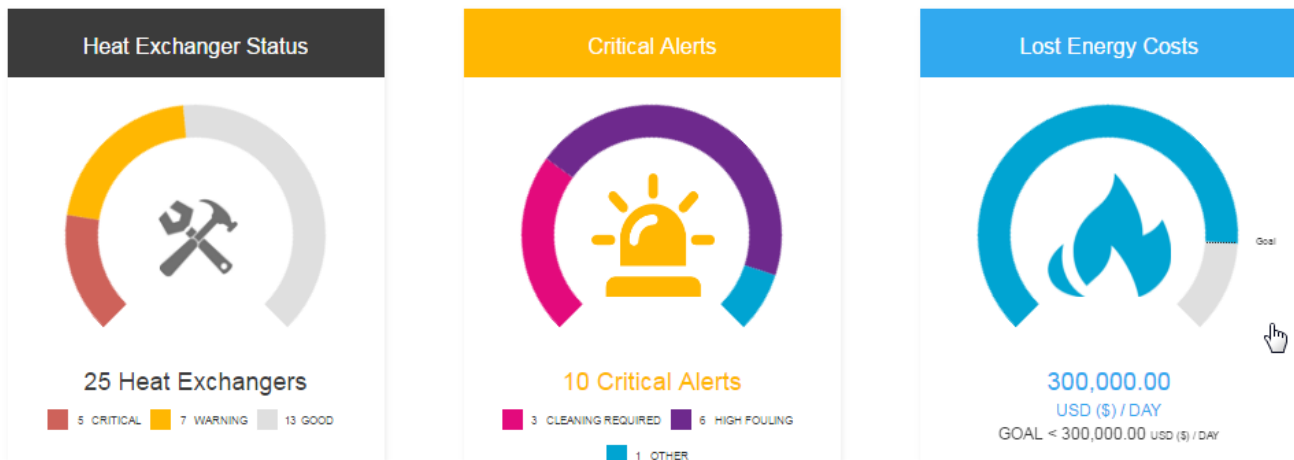 Heat Exchanger Status
25 Heat Exchangers
5 CRITICAL 7 WARNING 13 GOOD
Critical Alerts
10 Critical Alerts
3 CLEANING REQUIRED 6 HIGH FOULING
1 OTHER
Lost Energy Costs
Goal
300,000.00
USD ($) / DAY
GOAL < 300,000.00 USD ($) / DAY